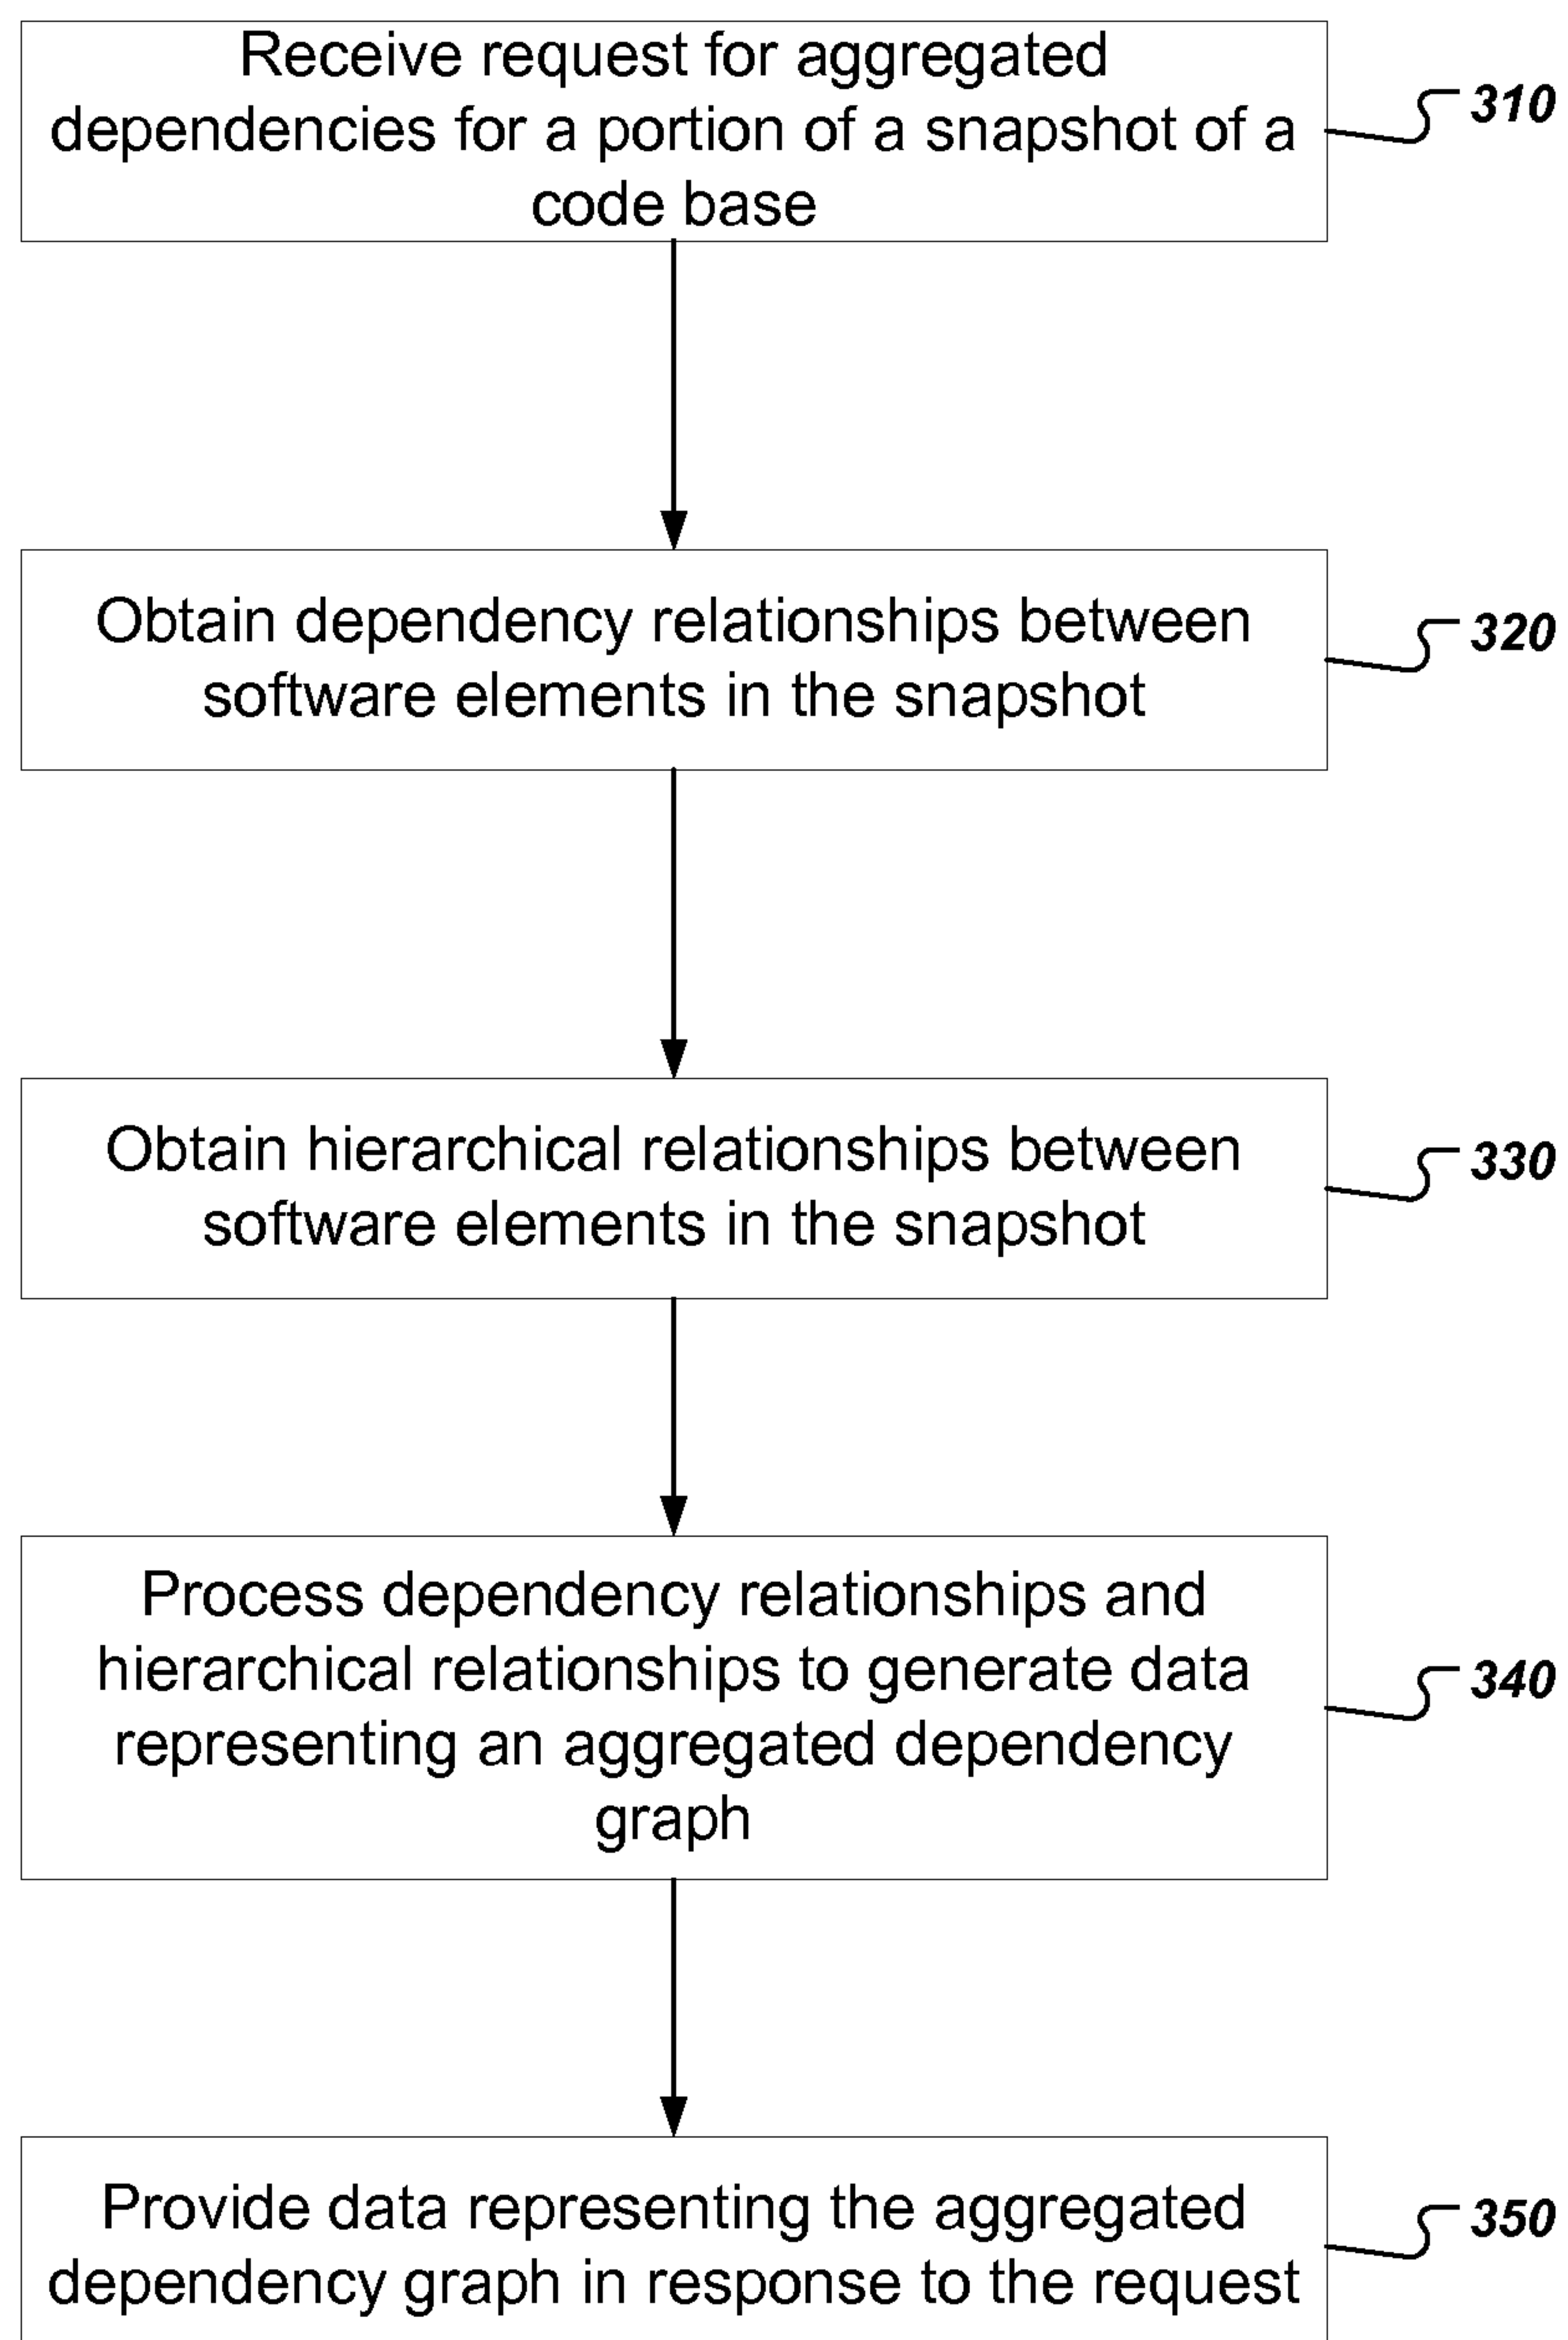 Receive request for aggregated
dependencies for a portion of a snapshot of a
code base
310
Obtain dependency relationships between
software elements in the snapshot
320
Obtain hierarchical relationships between
software elements in the snapshot
330
Process dependency relationships and
hierarchical relationships to generate data
representing an aggregated dependency
graph
340
Provide data representing the aggregated
dependency graph in response to the request
350